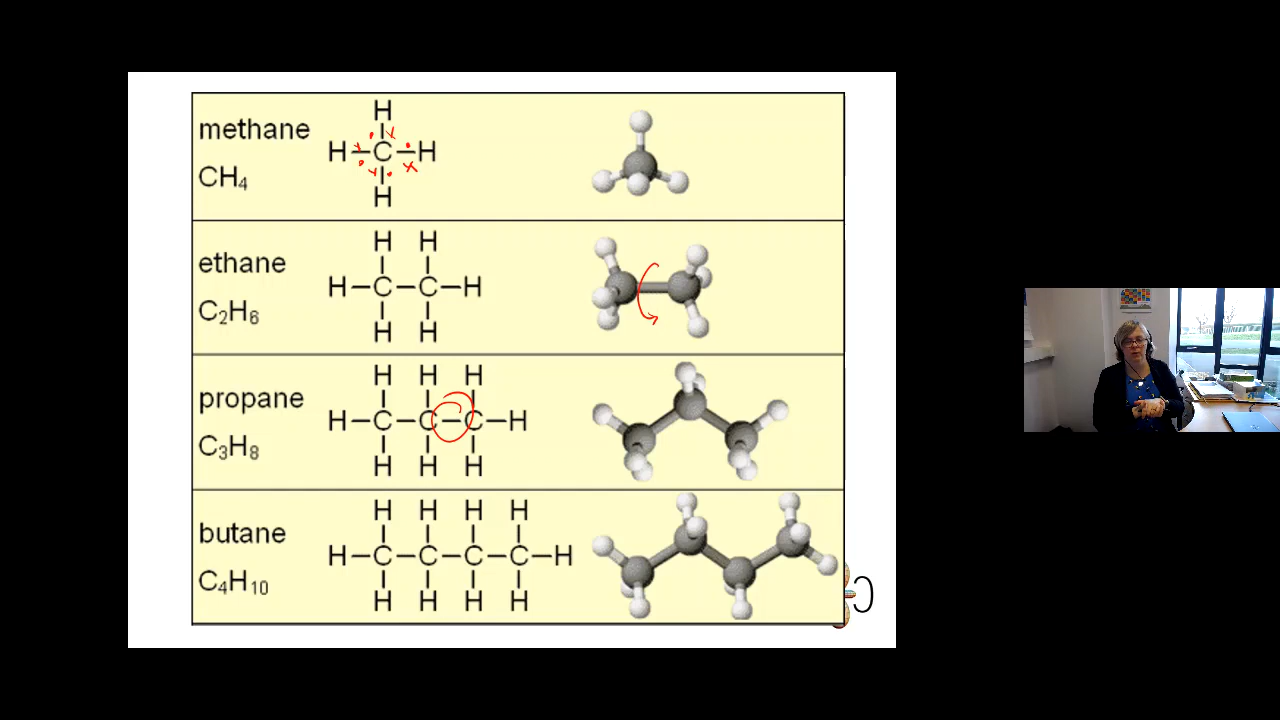 methane
CH4
H
H–C–H
H
ethane
C2H6
H H
H–C–C–H
H H
propane
C3H8
H H H
H–C–C–C–H
H H H
butane
C4H10
H H H H
H–C–C–C–C–H
H H H H